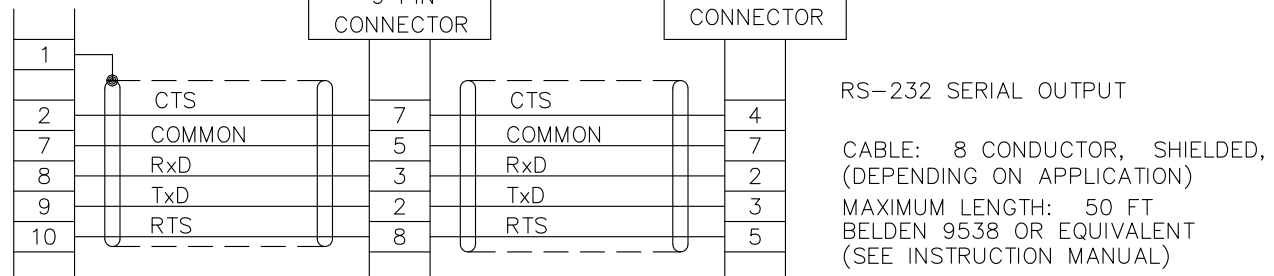 CONNECTOR
CONNECTOR
1
CTS
CTS
2
7
4
COMMON
COMMON
7
5
7
RxD
RxD
8
3
2
TxD
TxD
9
2
3
RTS
RTS
10
8
5
RS-232 SERIAL OUTPUT
CABLE: 8 CONDUCTOR, SHIELDED,
(DEPENDING ON APPLICATION)
MAXIMUM LENGTH: 50 FT
BELDEN 9538 OR EQUIVALENT
(SEE INSTRUCTION MANUAL)